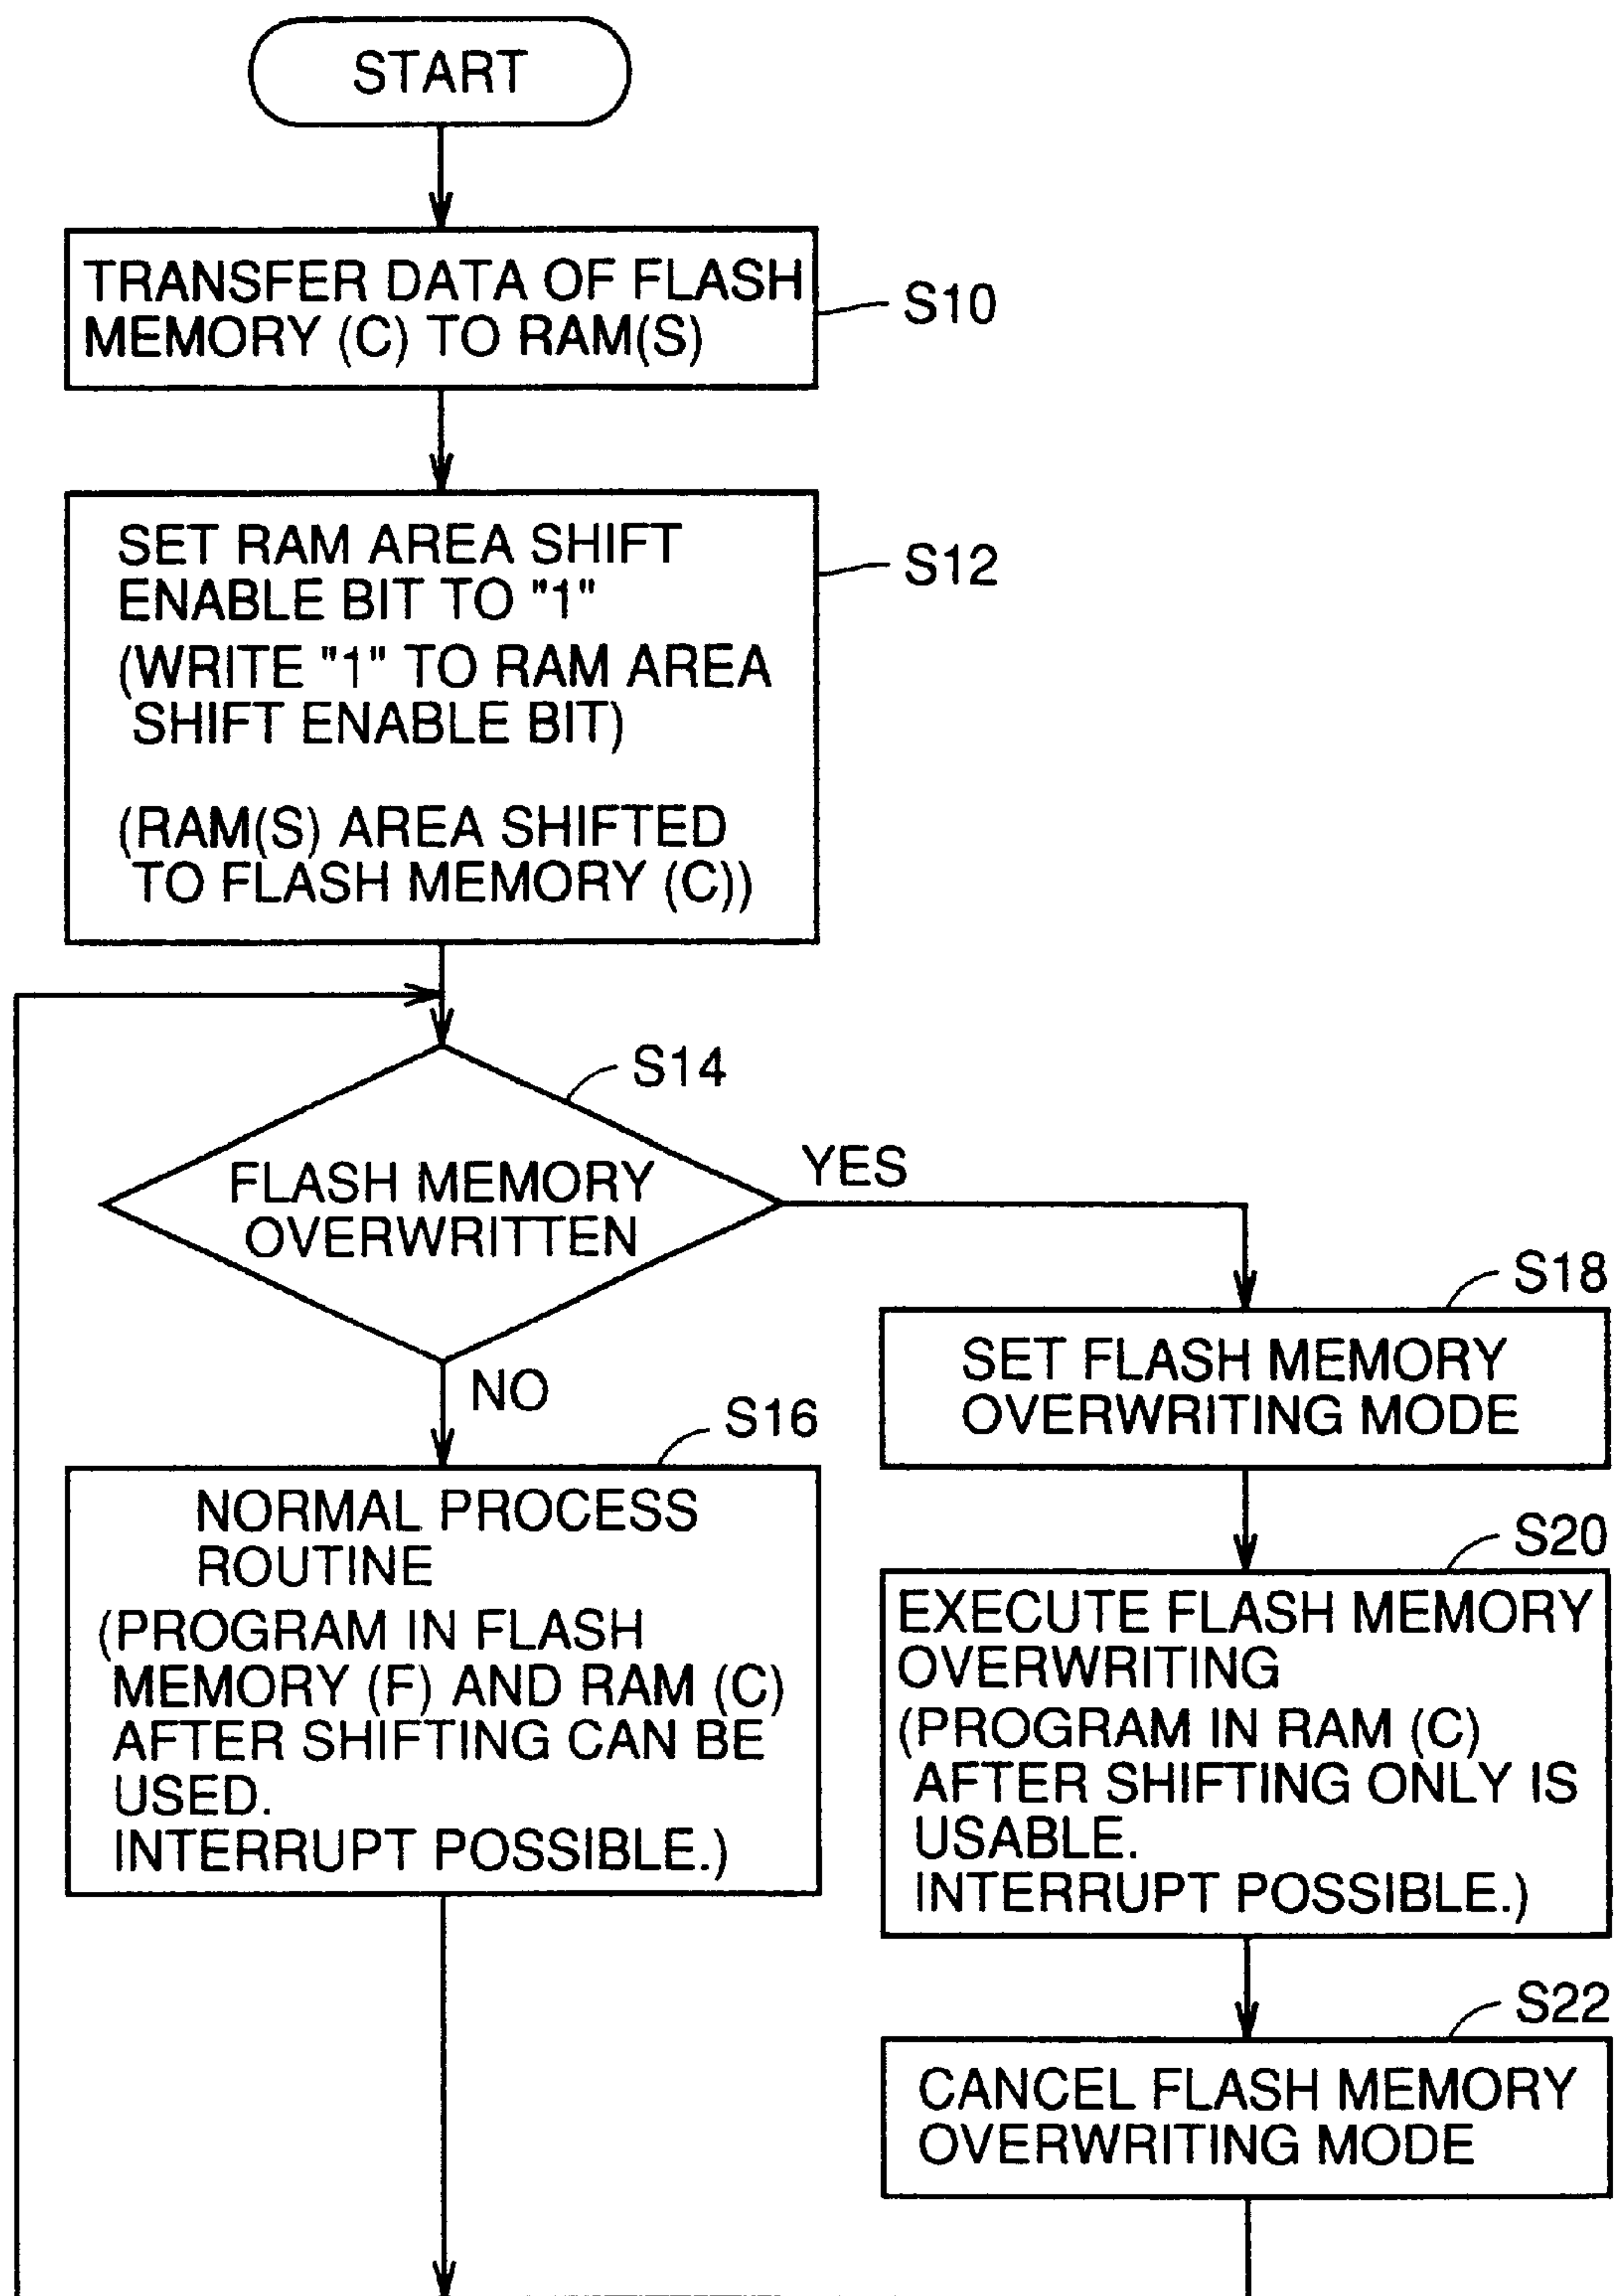 START
TRANSFER DATA OF FLASH
MEMORY (C) TO RAM(S)
S10
SET RAM AREA SHIFT
ENABLE BIT TO "1"
(WRITE "1" TO RAM AREA
SHIFT ENABLE BIT)
(RAM(S) AREA SHIFTED
TO FLASH MEMORY (C))
S12
S14
FLASH MEMORY
OVERWRITTEN
YES
NO
S16
NORMAL PROCESS
ROUTINE
(PROGRAM IN FLASH
MEMORY (F) AND RAM (C)
AFTER SHIFTING CAN BE
USED.
INTERRUPT POSSIBLE.)
S18
SET FLASH MEMORY
OVERWRITING MODE
S20
EXECUTE FLASH MEMORY
OVERWRITING
(PROGRAM IN RAM (C)
AFTER SHIFTING ONLY IS
USABLE.
INTERRUPT POSSIBLE.)
S22
CANCEL FLASH MEMORY
OVERWRITING MODE